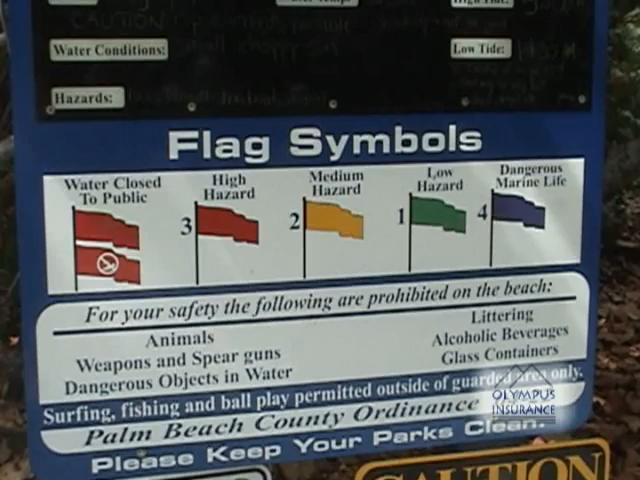 CAUTION
Water Conditions:
Low Tide:
Hazards:
Flag Symbols
Water Closed To Public
High Hazard
Medium Hazard
Low Hazard
Dangerous Marine Life
3 2 1 4
For your safety the following are prohibited on the beach:
Animals
Littering
Weapons and Spear guns
Alcoholic Beverages
Dangerous Objects in Water
Glass Containers
Surfing, fishing and ball play permitted outside of guarded area only.
Palm Beach County Ordinance
Please Keep Your Parks Clean.
OLYMPUS
INSURANCE
CAUTION